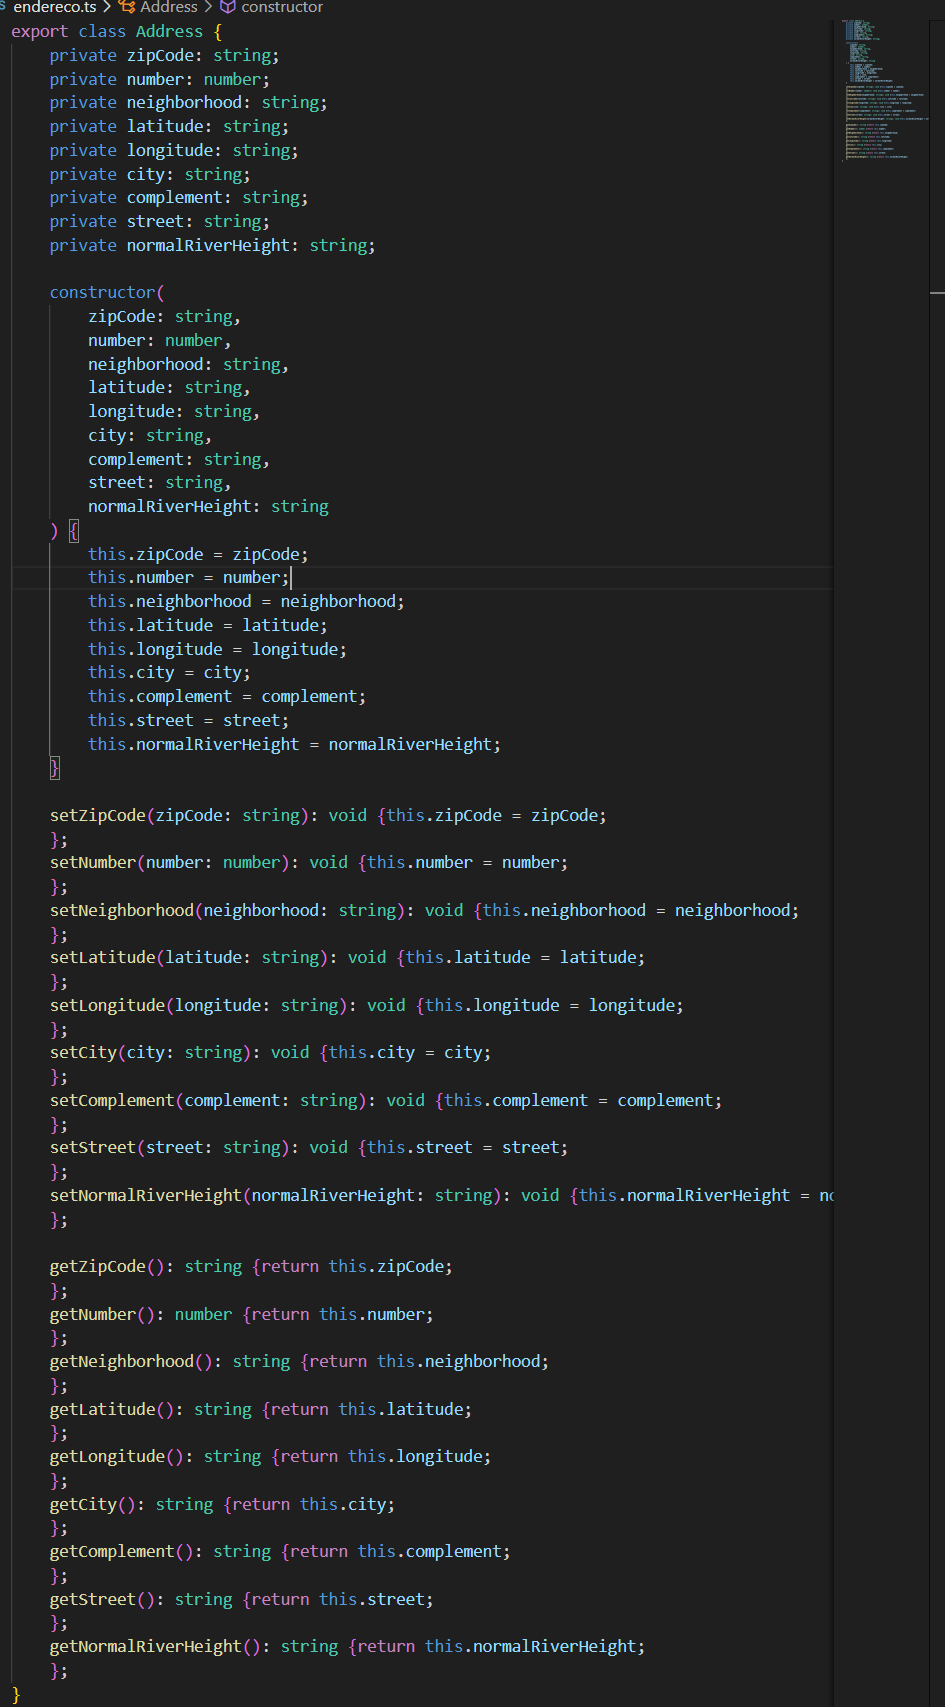 endereco.ts > Address > constructor
export class Address {
    private zipCode: string;
    private number: number;
    private neighborhood: string;
    private latitude: string;
    private longitude: string;
    private city: string;
    private complement: string;
    private street: string;
    private normalRiverHeight: string;

    constructor(
        zipCode: string,
        number: number,
        neighborhood: string,
        latitude: string,
        longitude: string,
        city: string,
        complement: string,
        street: string,
        normalRiverHeight: string
    ) {
        this.zipCode = zipCode;
        this.number = number;
        this.neighborhood = neighborhood;
        this.latitude = latitude;
        this.longitude = longitude;
        this.city = city;
        this.complement = complement;
        this.street = street;
        this.normalRiverHeight = normalRiverHeight;
    }

    setZipCode(zipCode: string): void {this.zipCode = zipCode;
    };
    setNumber(number: number): void {this.number = number;
    };
    setNeighborhood(neighborhood: string): void {this.neighborhood = neighborhood;
    };
    setLatitude(latitude: string): void {this.latitude = latitude;
    };
    setLongitude(longitude: string): void {this.longitude = longitude;
    };
    setCity(city: string): void {this.city = city;
    };
    setComplement(complement: string): void {this.complement = complement;
    };
    setStreet(street: string): void {this.street = street;
    };
    setNormalRiverHeight(normalRiverHeight: string): void {this.normalRiverHeight = no
    };

    getZipCode(): string {return this.zipCode;
    };
    getNumber(): number {return this.number;
    };
    getNeighborhood(): string {return this.neighborhood;
    };
    getLatitude(): string {return this.latitude;
    };
    getLongitude(): string {return this.longitude;
    };
    getCity(): string {return this.city;
    };
    getComplement(): string {return this.complement;
    };
    getStreet(): string {return this.street;
    };
    getNormalRiverHeight(): string {return this.normalRiverHeight;
    };
}